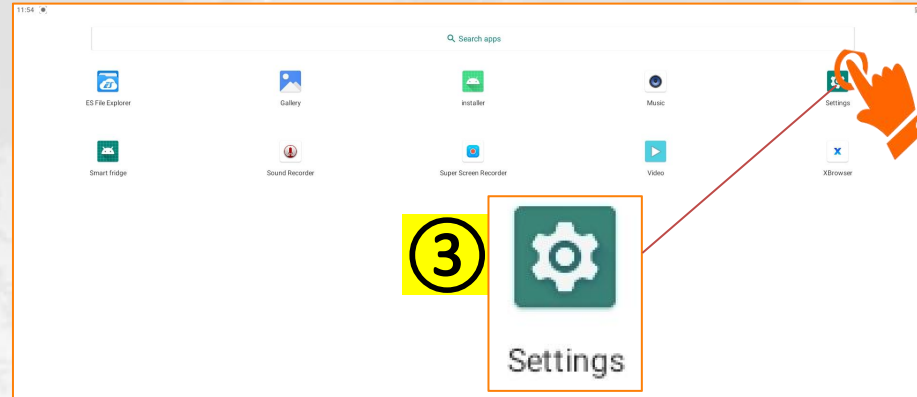 11:54
Search apps
ES File Explorer
Gallery
installer
Music
Settings
Smart fridge
Sound Recorder
Super Screen Recorder
Video
XBrowser
③
Settings